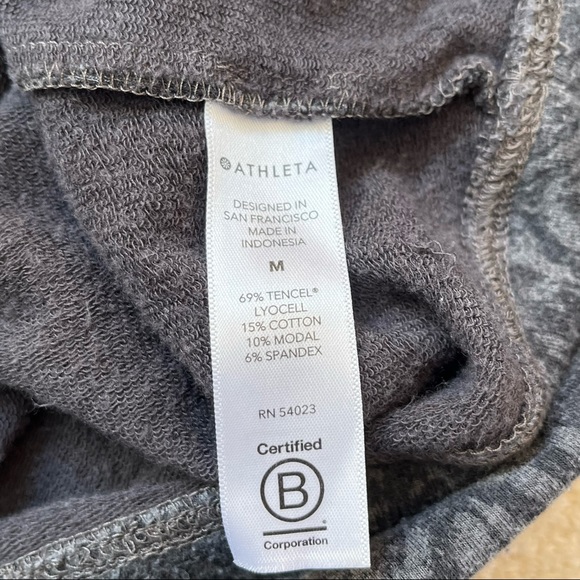 ATHLETA
DESIGNED IN
SAN FRANCISCO
MADE IN
INDONESIA
M
69% TENCEL®
LYOCELL
15% COTTON
10% MODAL
6% SPANDEX
RN 54023
Certified
B
Corporation